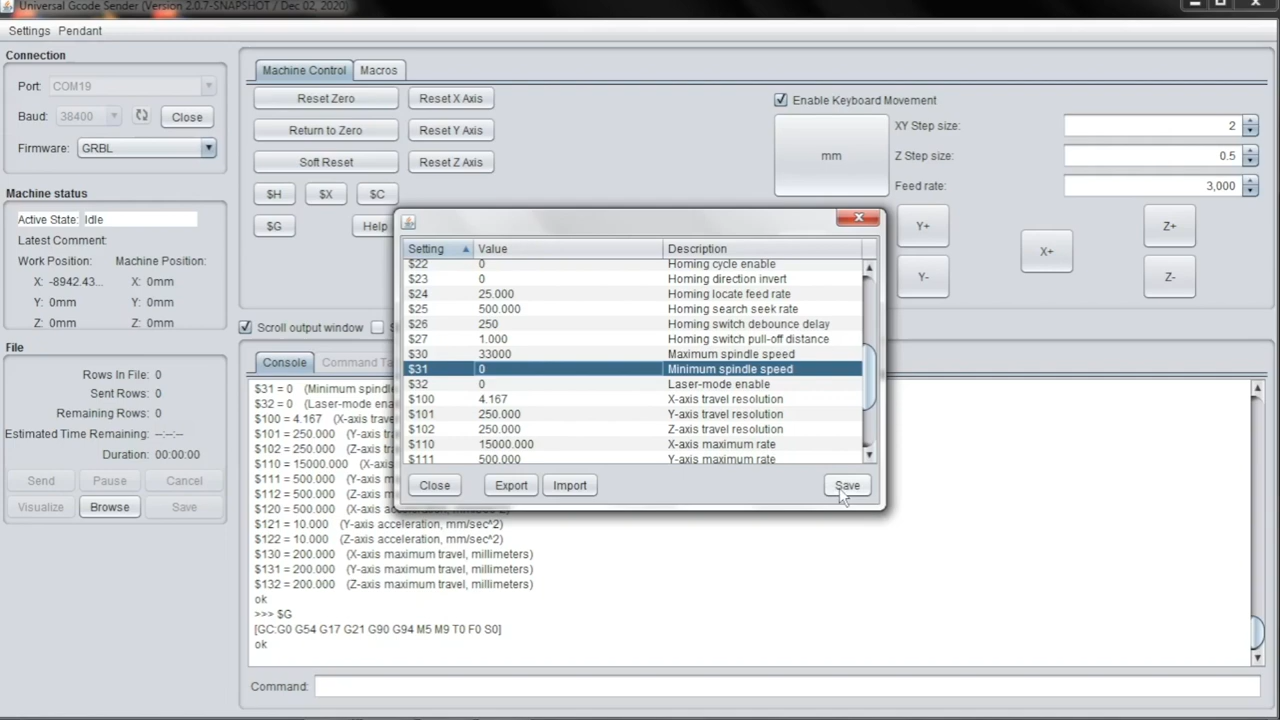 Universal Gcode Sender (Version 2.0.7-SNAPSHOT / Dec 02, 2020)
Settings Pendant
Connection
Port: COM19
Baud: 38400 Close
Firmware: GRBL
Machine status
Active State: Idle
Latest Comment:
Work Position: Machine Position:
X: -8942.43... X: 0mm
Y: 0mm Y: 0mm
Z: 0mm Z: 0mm
File
Rows In File: 0
Sent Rows: 0
Remaining Rows: 0
Estimated Time Remaining: --:--:--
Duration: 00:00:00
Send Pause Cancel
Visualize Browse Save
Machine Control Macros
Reset Zero Reset X Axis
Return to Zero Reset Y Axis
Soft Reset Reset Z Axis
$H $X $C
$G Help
Enable Keyboard Movement
mm
XY Step size: 2
Z Step size: 0.5
Feed rate: 3,000
Y+ X+ Z+
Y- Z-
Scroll output window
Setting Value Description
$22 0 Homing cycle enable
$23 0 Homing direction invert
$24 25.000 Homing locate feed rate
$25 500.000 Homing search seek rate
$26 250 Homing switch debounce delay
$27 1.000 Homing switch pull-off distance
$30 33000 Maximum spindle speed
$31 0 Minimum spindle speed
$32 0 Laser-mode enable
$100 4.167 X-axis travel resolution
$101 250.000 Y-axis travel resolution
$102 250.000 Z-axis travel resolution
$110 15000.000 X-axis maximum rate
$111 500.000 Y-axis maximum rate
Close Export Import Save
Console Command Ta
$31 = 0 (Minimum spindl
$32 = 0 (Laser-mode ena
$100 = 4.167 (X-axis trave
$101 = 250.000 (Y-axis tra
$102 = 250.000 (Z-axis tra
$110 = 15000.000 (X-axis
$111 = 500.000 (Y-axis m
$112 = 500.000 (Z-axis m
$120 = 500.000 (X-axis acceleration, mm/sec^2)
$121 = 10.000 (Y-axis acceleration, mm/sec^2)
$122 = 10.000 (Z-axis acceleration, mm/sec^2)
$130 = 200.000 (X-axis maximum travel, millimeters)
$131 = 200.000 (Y-axis maximum travel, millimeters)
$132 = 200.000 (Z-axis maximum travel, millimeters)
ok
>>> $G
[GC:G0 G54 G17 G21 G90 G94 M5 M9 T0 F0 S0]
ok
Command: